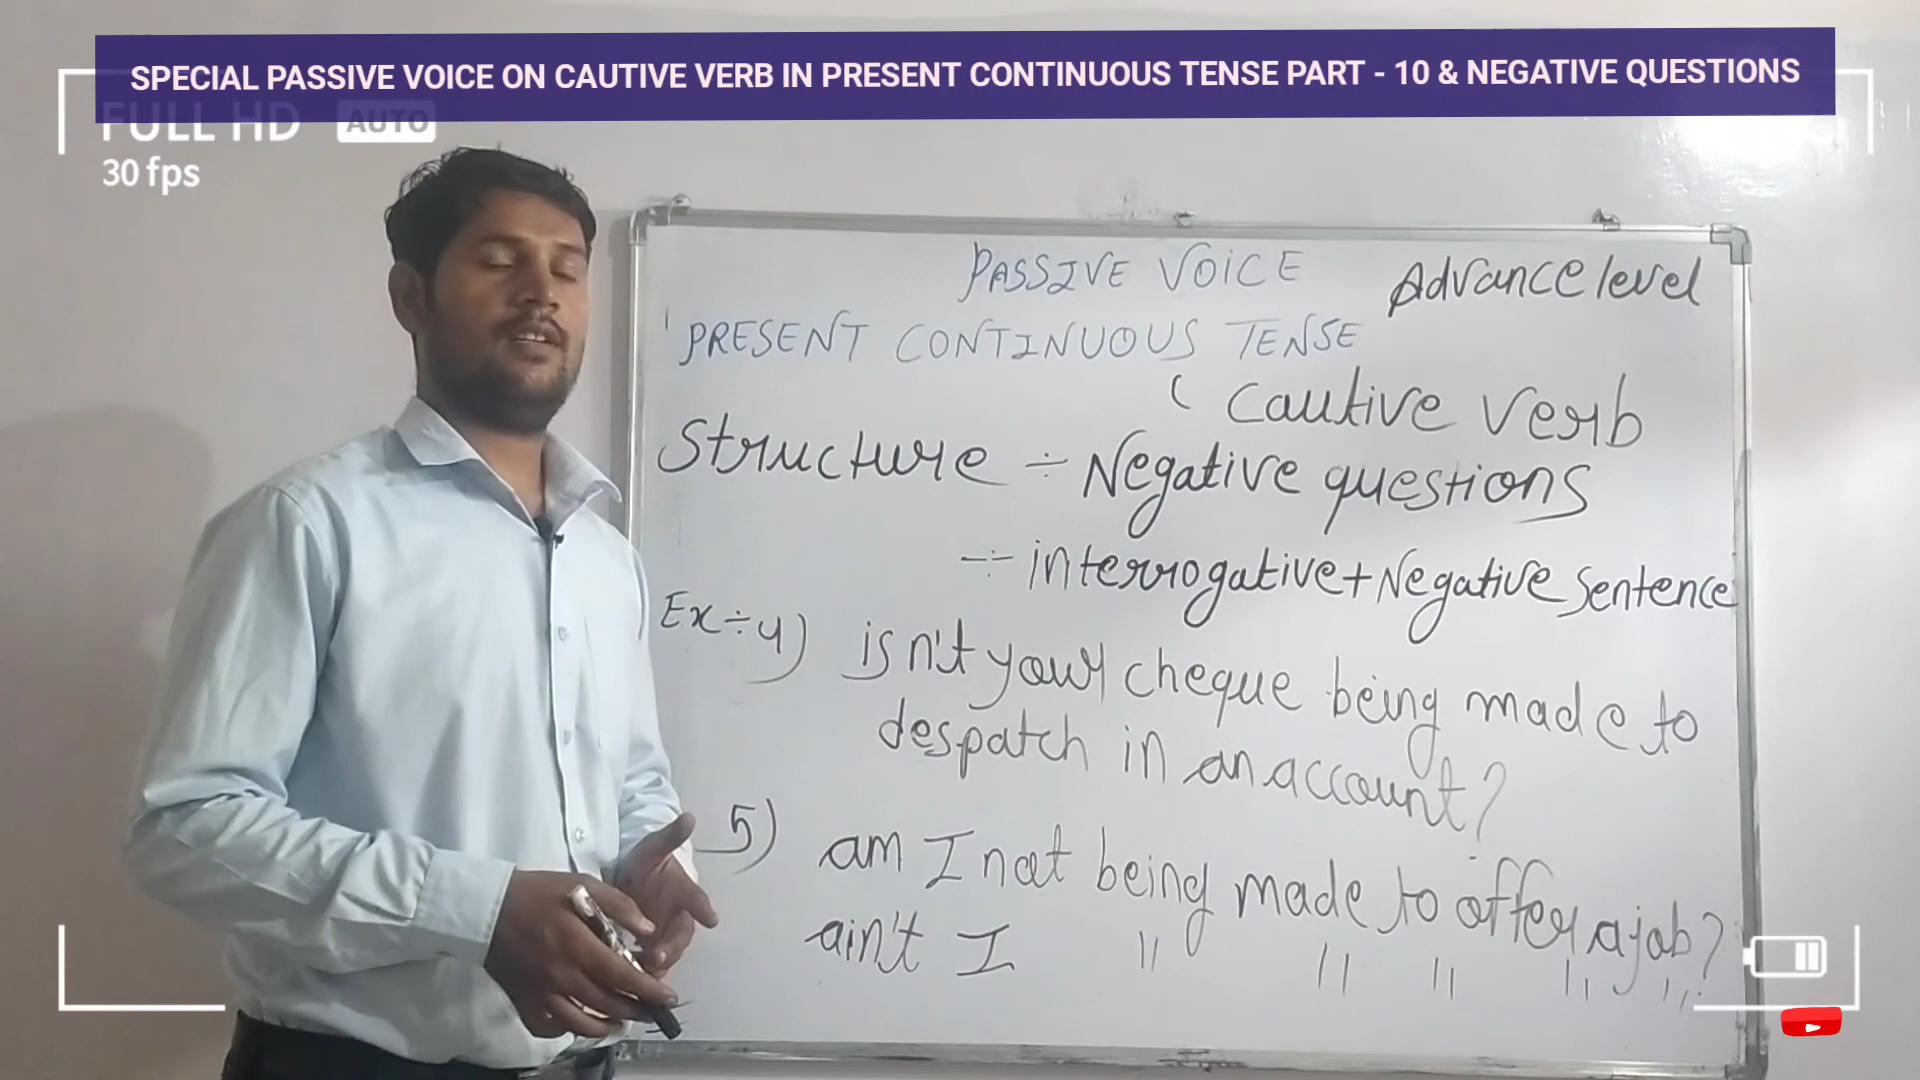 SPECIAL PASSIVE VOICE ON CAUTIVE VERB IN PRESENT CONTINUOUS TENSE PART - 10 & NEGATIVE QUESTIONS
FULL HD AUTO
30 fps
PASSIVE VOICE Advance level
PRESENT CONTINUOUS TENSE
( Cautive Verb
Structure ÷ Negative questions
÷ interrogative + Negative Sentence
Ex ÷ 4) isn't your cheque being made to
despatch in an account?
5) am I not being made to offer a job?
ain't I " " " " "